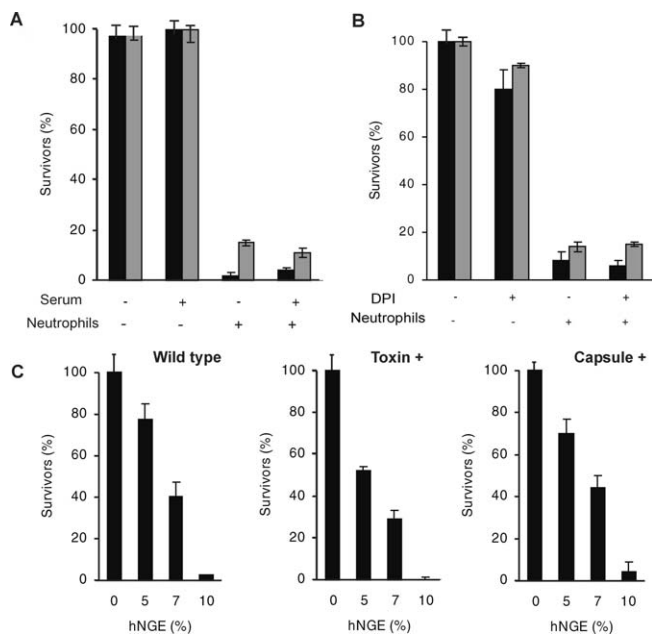 A
Survivors (%)
100
80
60
40
20
0
Serum - + - +
Neutrophils - - + +
B
Survivors (%)
100
80
60
40
20
0
DPI - + - +
Neutrophils - - + +
C
Wild type
Survivors (%)
100
80
60
40
20
0
0 5 7 10
hNGE (%)
Toxin +
Survivors (%)
100
80
60
40
20
0
0 5 7 10
hNGE (%)
Capsule +
Survivors (%)
100
80
60
40
20
0
0 5 7 10
hNGE (%)